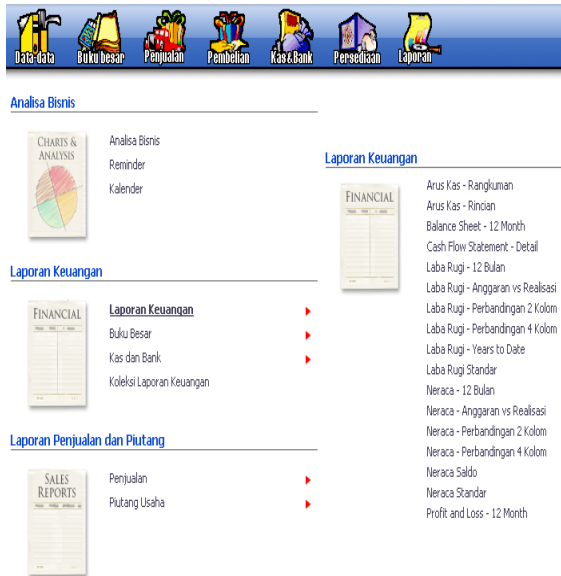 Data-data
Buku besar
Penjualan
Pembelian
Kas&Bank
Persediaan
Laporan
Analisa Bisnis
CHARTS &
ANALYSIS
Analisa Bisnis
Reminder
Kalender
Laporan Keuangan
FINANCIAL
Laporan Keuangan
Buku Besar
Kas dan Bank
Koleksi Laporan Keuangan
Laporan Penjualan dan Piutang
SALES
REPORTS
Penjualan
Piutang Usaha
Laporan Keuangan
FINANCIAL
Arus Kas - Rangkuman
Arus Kas - Rincian
Balance Sheet - 12 Month
Cash Flow Statement - Detail
Laba Rugi - 12 Bulan
Laba Rugi - Anggaran vs Realisasi
Laba Rugi - Perbandingan 2 Kolom
Laba Rugi - Perbandingan 4 Kolom
Laba Rugi - Years to Date
Laba Rugi Standar
Neraca - 12 Bulan
Neraca - Anggaran vs Realisasi
Neraca - Perbandingan 2 Kolom
Neraca - Perbandingan 4 Kolom
Neraca Saldo
Neraca Standar
Profit and Loss - 12 Month